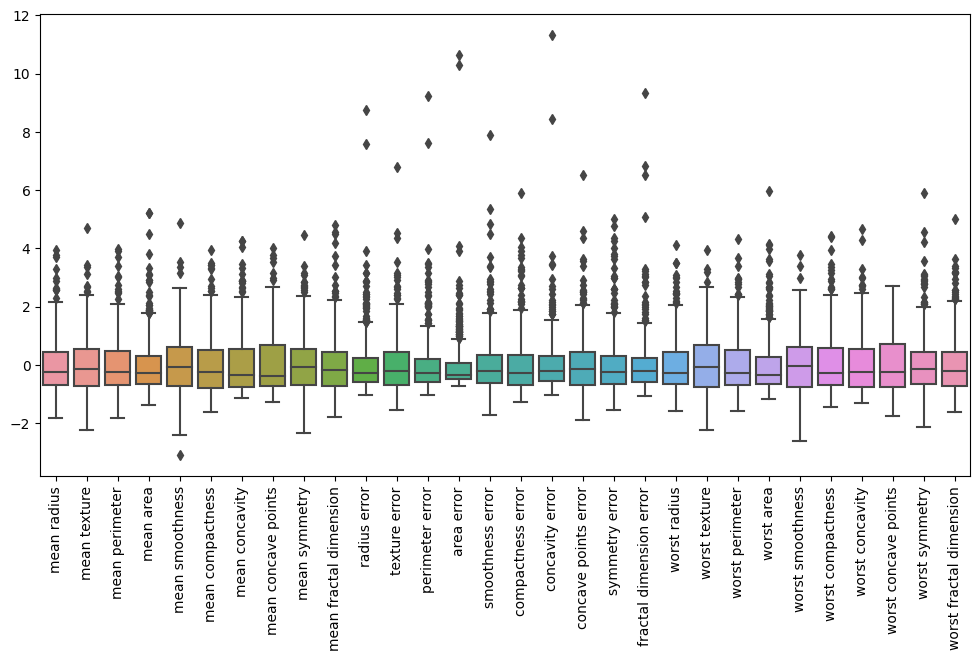 12
10
8
6
4
2
0
−2
mean radius
mean texture
mean perimeter
mean area
mean smoothness
mean compactness
mean concavity
mean concave points
mean symmetry
mean fractal dimension
radius error
texture error
perimeter error
area error
smoothness error
compactness error
concavity error
concave points error
symmetry error
fractal dimension error
worst radius
worst texture
worst perimeter
worst area
worst smoothness
worst compactness
worst concavity
worst concave points
worst symmetry
worst fractal dimension